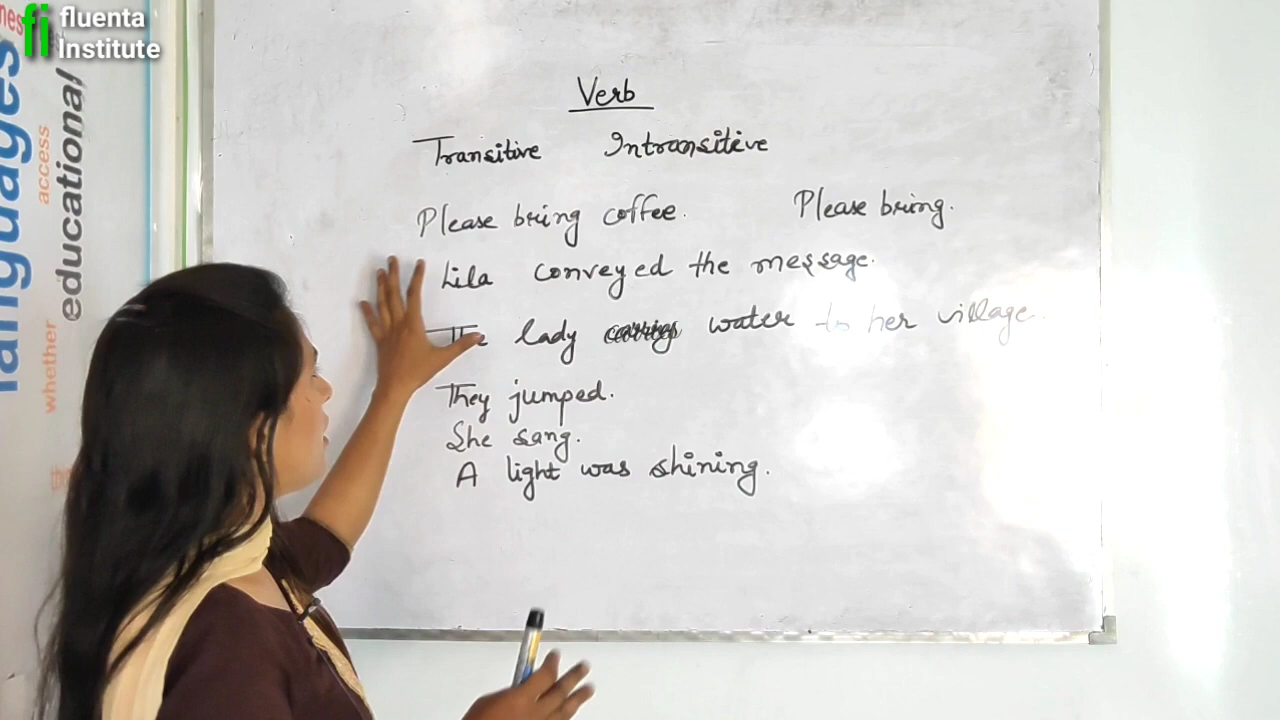 fi fluenta
Institute
languages
access
educational
whether
Verb
Transitive Intransitive
Please bring coffee. Please bring.
Lila conveyed the message.
The lady carries water to her village.
They jumped.
She sang.
A light was shining.